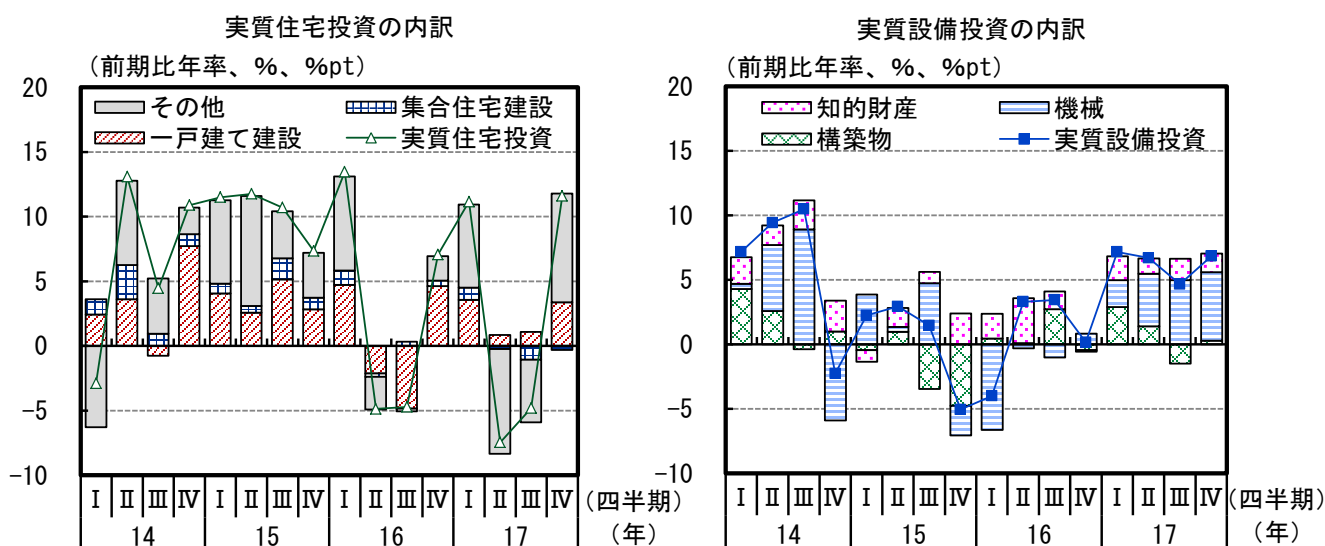 実質住宅投資の内訳
（前期比年率、%、%pt）
その他
集合住宅建設
一戸建て建設
実質住宅投資
20
15
10
5
0
−5
−10
Ⅰ Ⅱ Ⅲ Ⅳ Ⅰ Ⅱ Ⅲ Ⅳ Ⅰ Ⅱ Ⅲ Ⅳ Ⅰ Ⅱ Ⅲ Ⅳ (四半期)
14 15 16 17 (年)
実質設備投資の内訳
（前期比年率、%、%pt）
知的財産
機械
構築物
実質設備投資
20
15
10
5
0
−5
−10
Ⅰ Ⅱ Ⅲ Ⅳ Ⅰ Ⅱ Ⅲ Ⅳ Ⅰ Ⅱ Ⅲ Ⅳ Ⅰ Ⅱ Ⅲ Ⅳ (四半期)
14 15 16 17 (年)